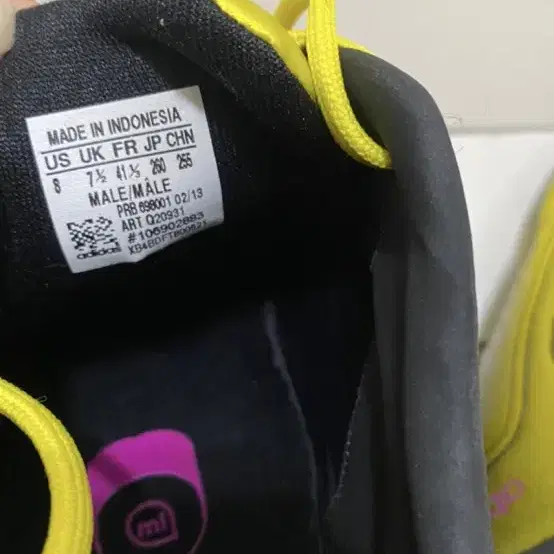 MADE IN INDONESIA
US UK FR JP CHN
8 7½ 41⅓ 260 255
MALE/MÂLE
PRB 698001 02/13
ART Q20931
#106902883
adidas
mi